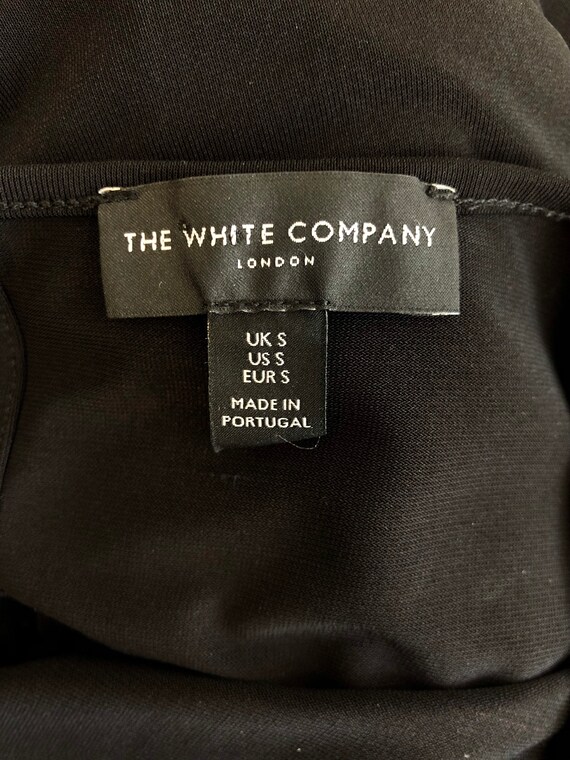 THE WHITE COMPANY
LONDON
UK S
US S
EUR S
MADE IN
PORTUGAL